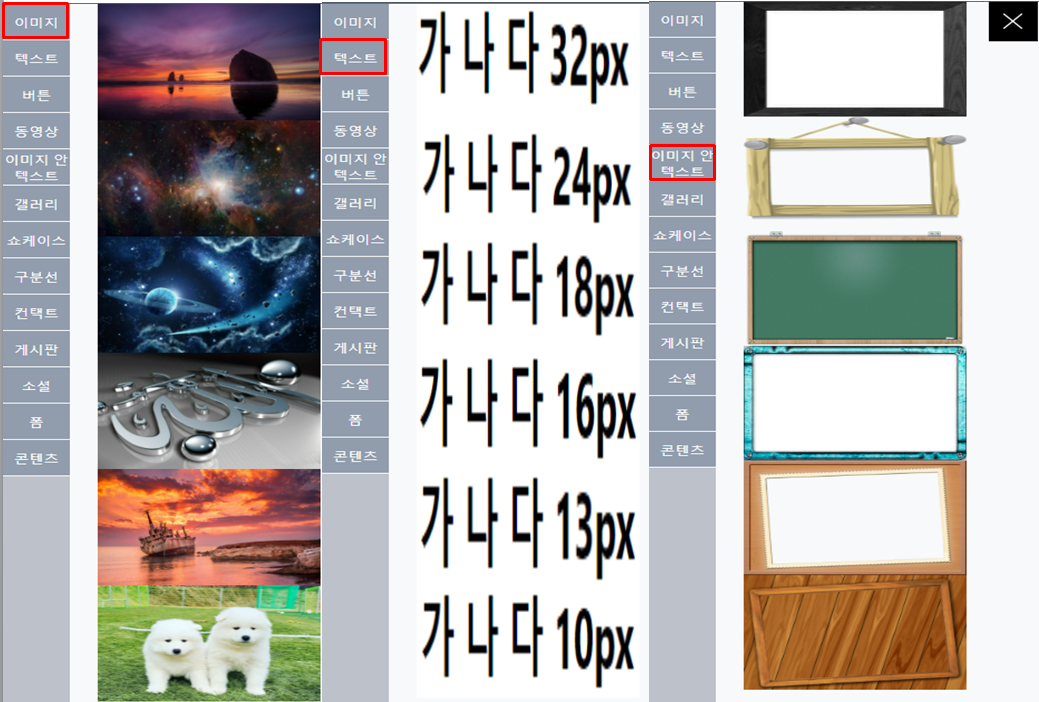 이미지
텍스트
버튼
동영상
이미지 안
텍스트
갤러리
쇼케이스
구분선
컨택트
게시판
소셜
폼
콘텐츠
이미지
텍스트
버튼
동영상
이미지 안
텍스트
갤러리
쇼케이스
구분선
컨택트
게시판
소셜
폼
콘텐츠
가 나 다 32px
가 나 다 24px
가 나 다 18px
가 나 다 16px
가 나 다 13px
가 나 다 10px
이미지
텍스트
버튼
동영상
이미지 안
텍스트
갤러리
쇼케이스
구분선
컨택트
게시판
소셜
폼
콘텐츠